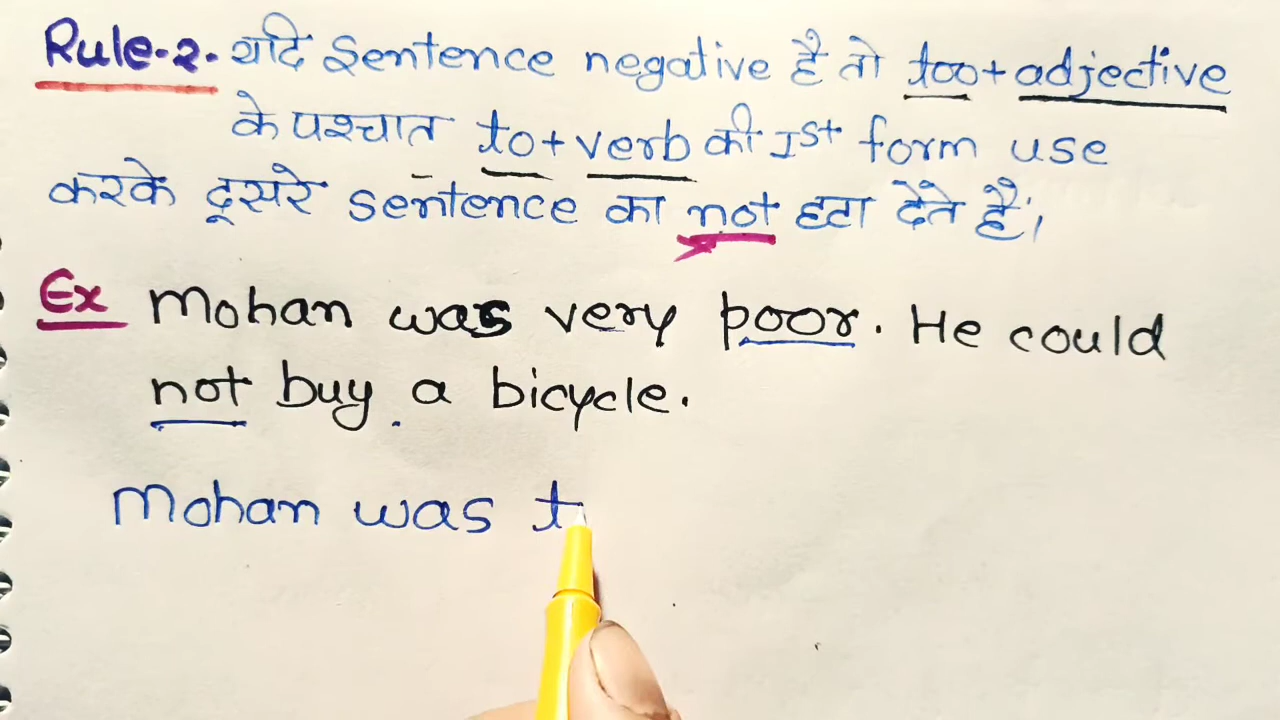 Rule-2. यदि Sentence negative है तो too+ adjective
के पश्चात to+verb की Ist form use
करके दूसरे sentence का not हटा देते हैं।
Ex Mohan was very poor. He could
not buy a bicycle.
Mohan was t